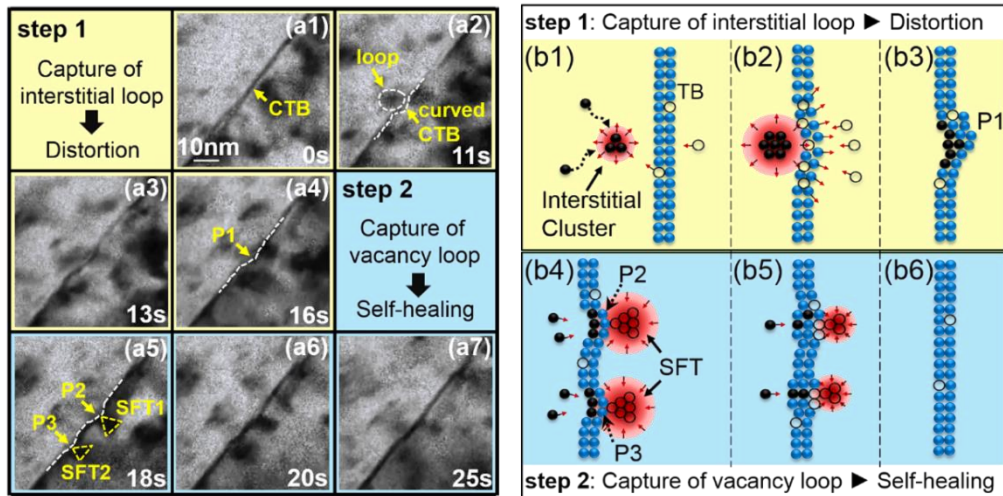 step 1
Capture of
interstitial loop
Distortion
(a1)
CTB
10nm
0s
(a2)
loop
curved
CTB
11s
(a3)
13s
(a4)
P1
16s
step 2
Capture of
vacancy loop
Self-healing
(a5)
P2
P3
SFT1
SFT2
18s
(a6)
20s
(a7)
25s
step 1: Capture of interstitial loop ► Distortion
(b1)
TB
Interstitial
Cluster
(b2)
(b3)
P1
(b4)
P2
SFT
P3
(b5)
(b6)
step 2: Capture of vacancy loop ► Self-healing